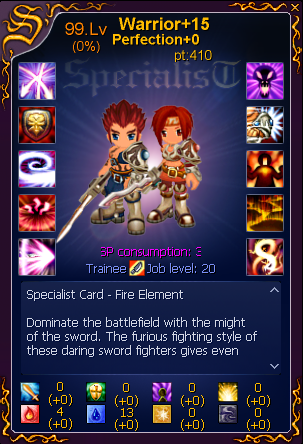 99.Lv
Warrior+15
(0%)
Perfection+0
pt:410
SpecialisT
SP consumption: 3
Trainee Job level: 20
Specialist Card - Fire Element
Dominate the battlefield with the might
of the sword. The furious fighting style of
these daring sword fighters gives even
0 0 0 0
(+0) (+0) (+0) (+0)
4 13 0 0
(+0) (+0) (+0) (+0)